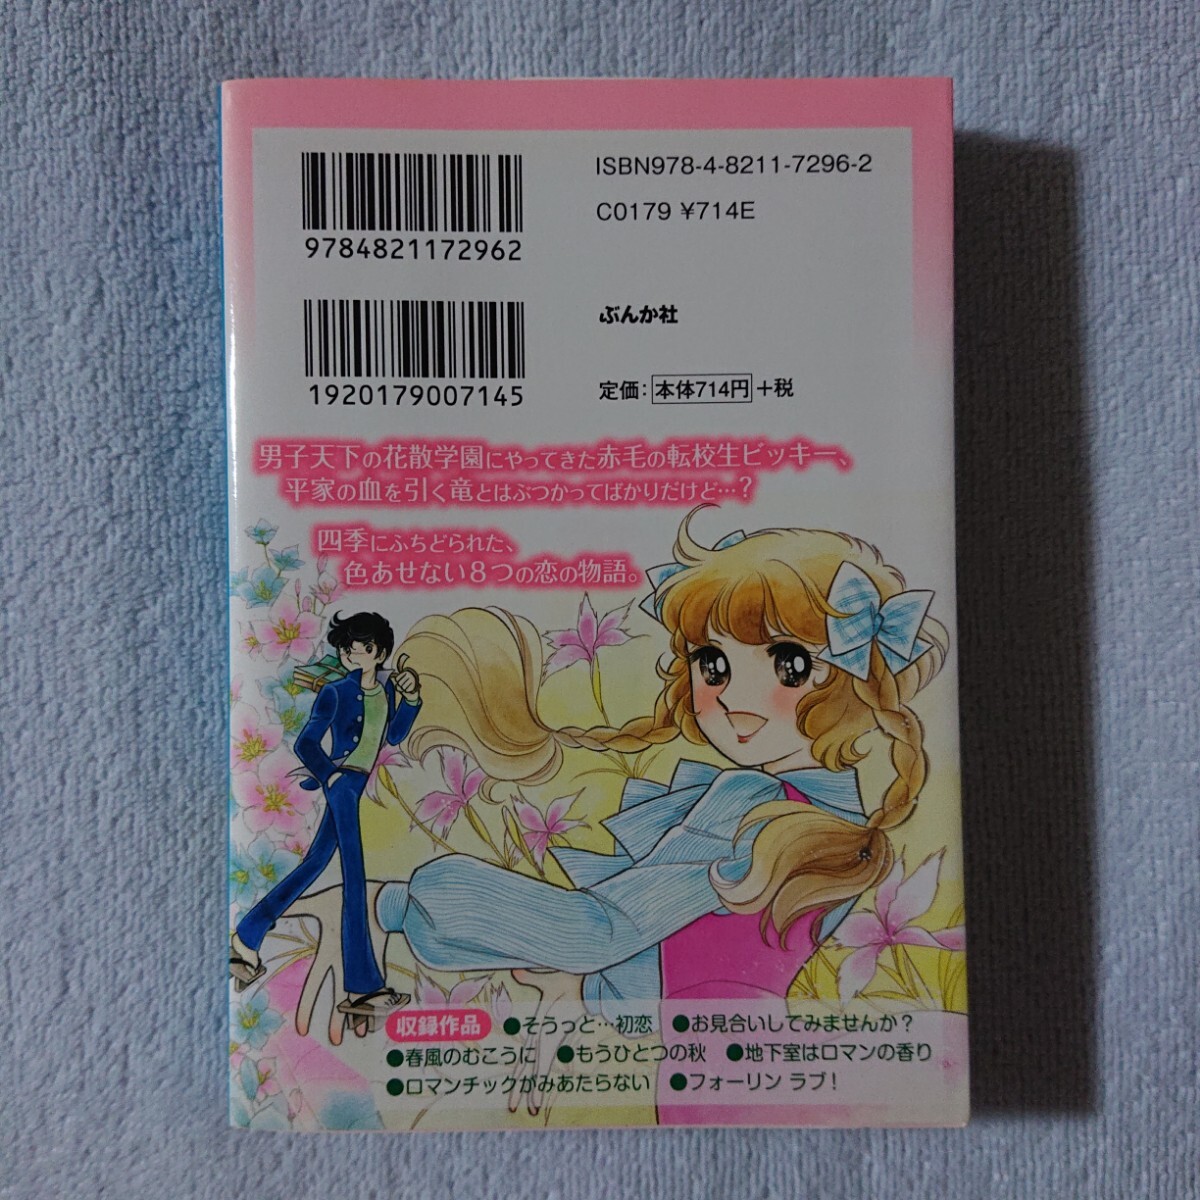 ISBN978-4-8211-7296-2
C0179 ¥714E
9784821172962
ぶんか社
1920179007145
定価：本体714円+税
男子天下の花散学園にやってきた赤毛の転校生ビッキー、
平家の血を引く竜とはぶつかってばかりだけど…?
四季にふちどられた、
色あせない8つの恋の物語。
収録作品 ●そうっと…初恋 ●お見合いしてみませんか？
●春風のむこうに ●もうひとつの秋 ●地下室はロマンの香り
●ロマンチックがみあたらない ●フォーリン ラブ！